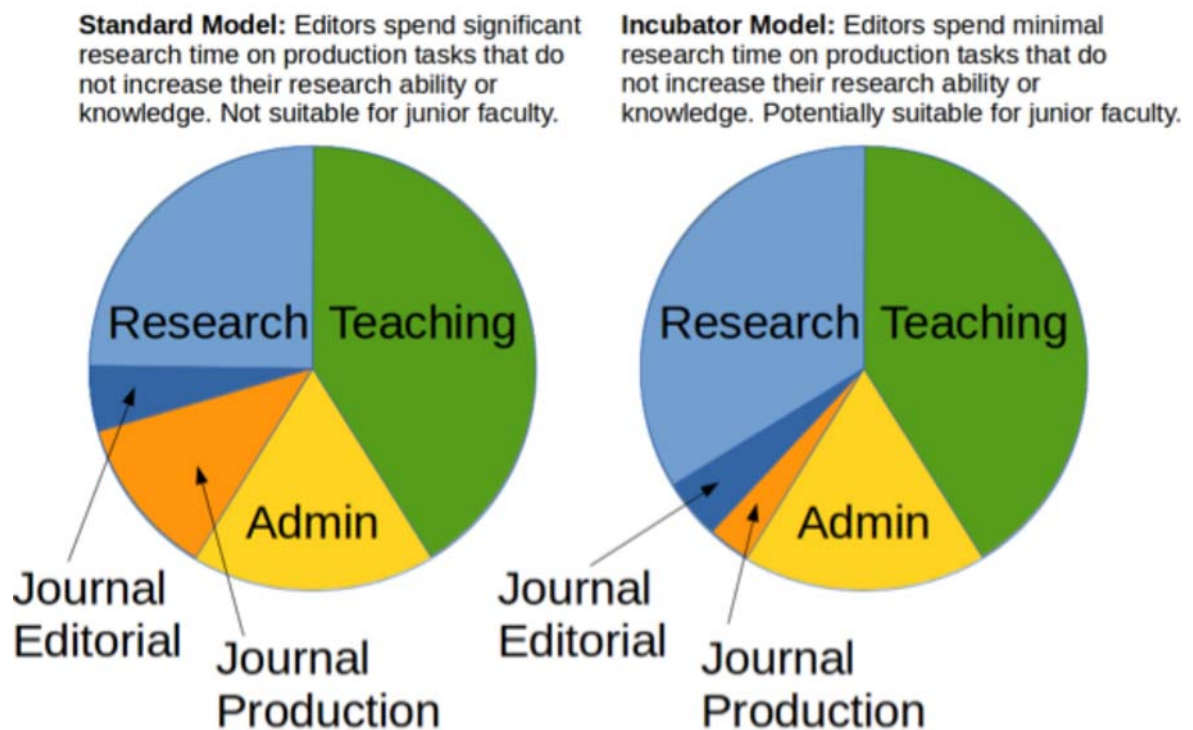 Standard Model: Editors spend significant
research time on production tasks that do
not increase their research ability or
knowledge. Not suitable for junior faculty.
Incubator Model: Editors spend minimal
research time on production tasks that do
not increase their research ability or
knowledge. Potentially suitable for junior faculty.
Research
Teaching
Admin
Journal
Editorial
Journal
Production
Research
Teaching
Admin
Journal
Editorial
Journal
Production